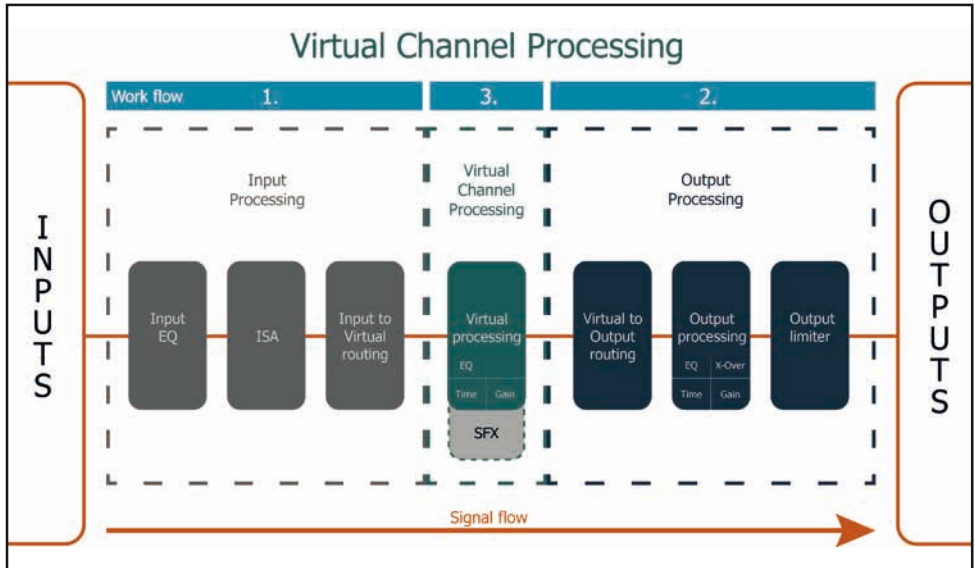 Virtual Channel Processing
Work flow 1. 3. 2.
INPUTS
Input
Processing
Virtual
Channel
Processing
Output
Processing
OUTPUTS
Input
EQ
ISA
Input to
Virtual
routing
Virtual
processing
EQ
Time Gain
SFX
Virtual to
Output
routing
Output
processing
EQ X-Over
Time Gain
Output
limiter
Signal flow